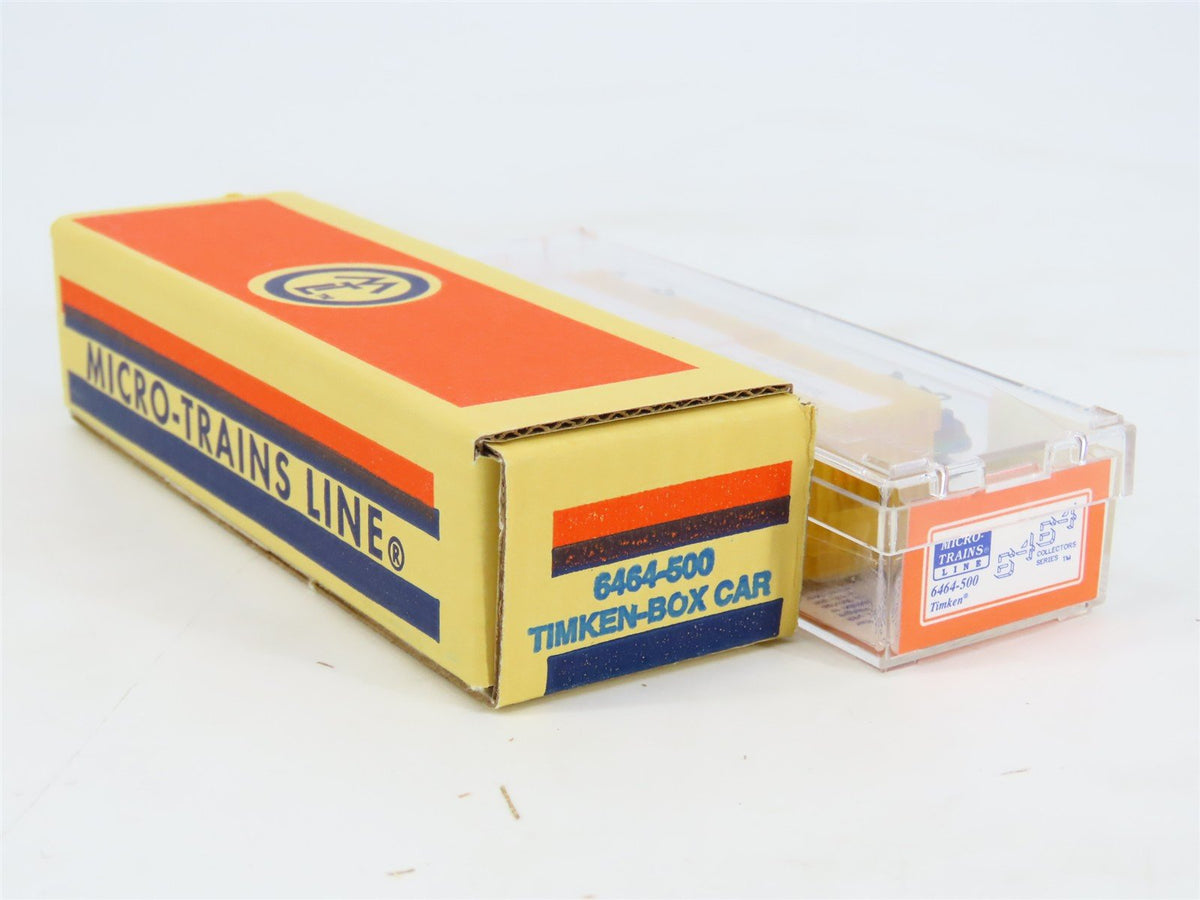 MICRO-TRAINS LINE®
6464-500
TIMKEN-BOX CAR
MICRO-
TRAINS®
LINE
6464-500
Timken®
6464
COLLECTORS
SERIES ™